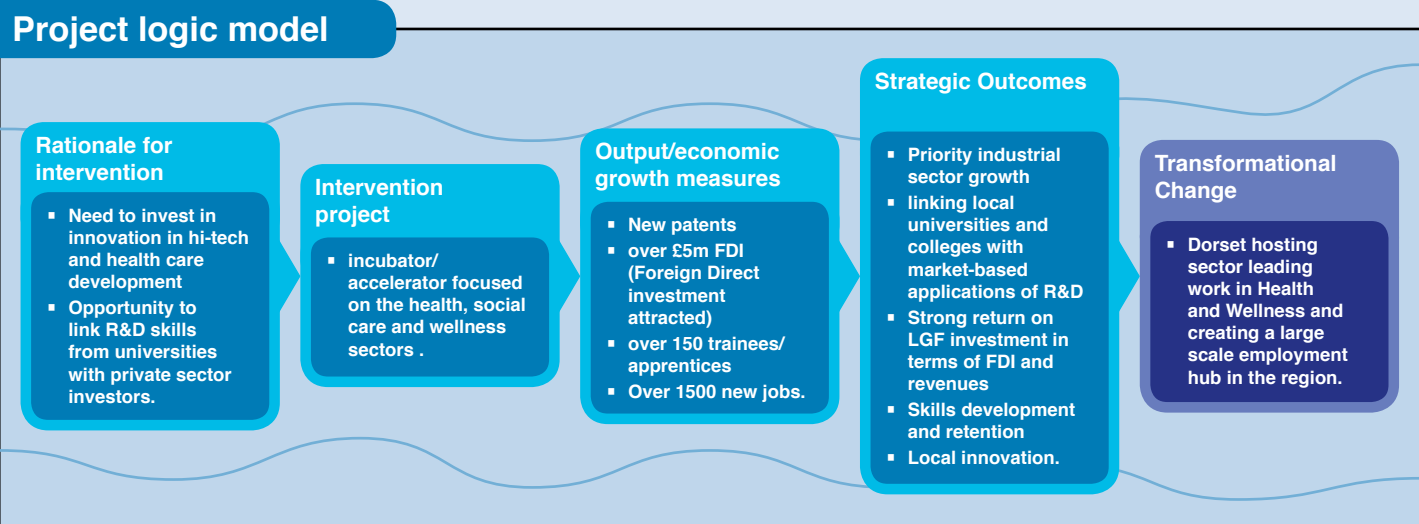 Project logic model
Rationale for
intervention
▪ Need to invest in
innovation in hi-tech
and health care
development
▪ Opportunity to
link R&D skills
from universities
with private sector
investors.
Intervention
project
▪ incubator/
accelerator focused
on the health, social
care and wellness
sectors .
Output/economic
growth measures
▪ New patents
▪ over £5m FDI
(Foreign Direct
investment
attracted)
▪ over 150 trainees/
apprentices
▪ Over 1500 new jobs.
Strategic Outcomes
▪ Priority industrial
sector growth
▪ linking local
universities and
colleges with
market-based
applications of R&D
▪ Strong return on
LGF investment in
terms of FDI and
revenues
▪ Skills development
and retention
▪ Local innovation.
Transformational
Change
▪ Dorset hosting
sector leading
work in Health
and Wellness and
creating a large
scale employment
hub in the region.